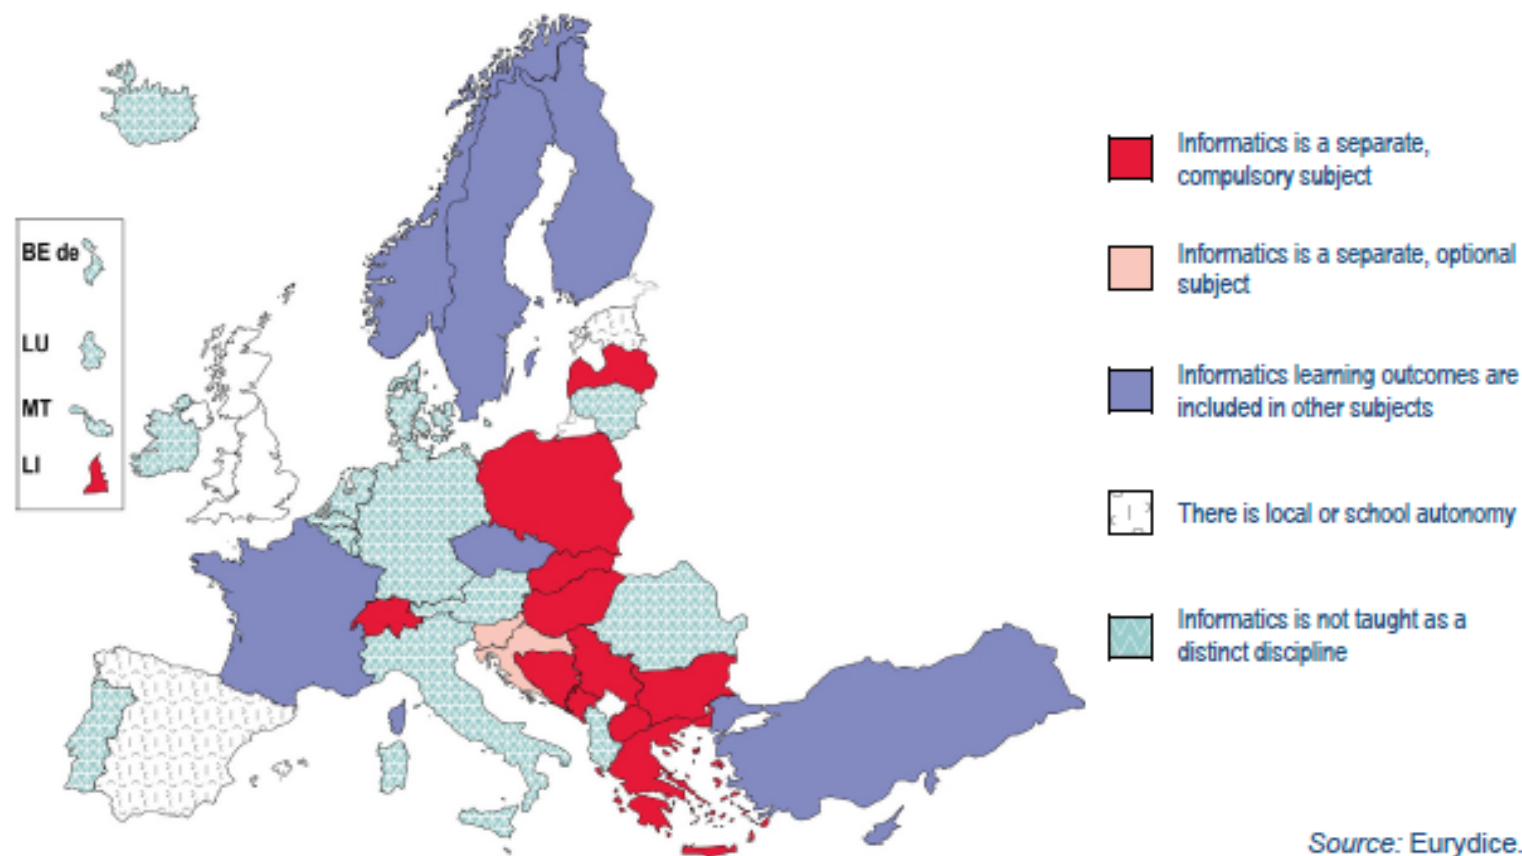 BE de
LU
MT
LI
Informatics is a separate,
compulsory subject
Informatics is a separate, optional
subject
Informatics learning outcomes are
included in other subjects
There is local or school autonomy
Informatics is not taught as a
distinct discipline
Source: Eurydice.